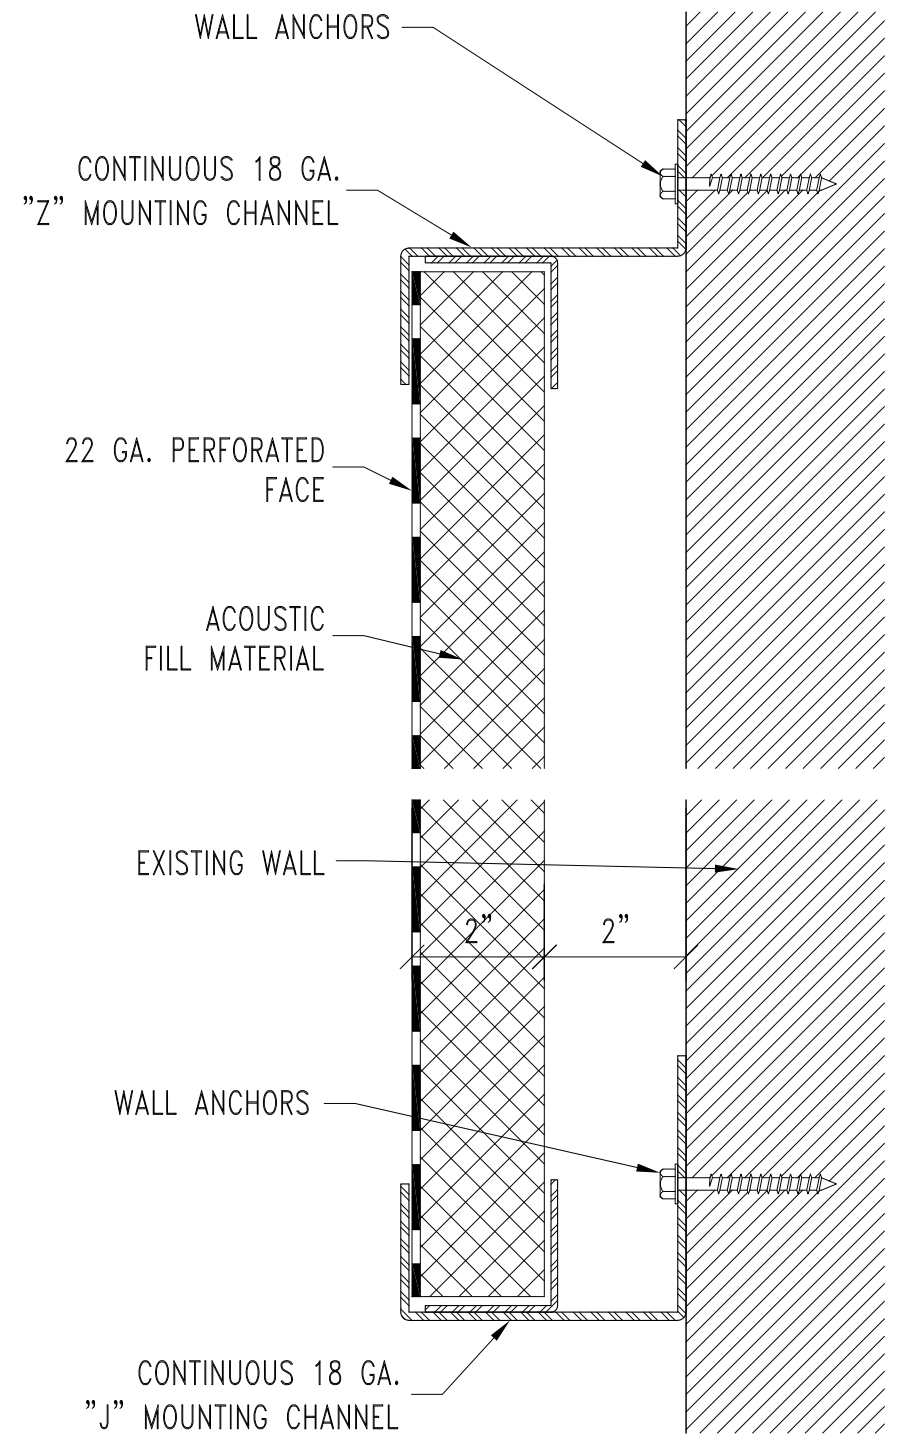 WALL ANCHORS
CONTINUOUS 18 GA.
"Z" MOUNTING CHANNEL
22 GA. PERFORATED
FACE
ACOUSTIC
FILL MATERIAL
EXISTING WALL
2" 2"
WALL ANCHORS
CONTINUOUS 18 GA.
"J" MOUNTING CHANNEL